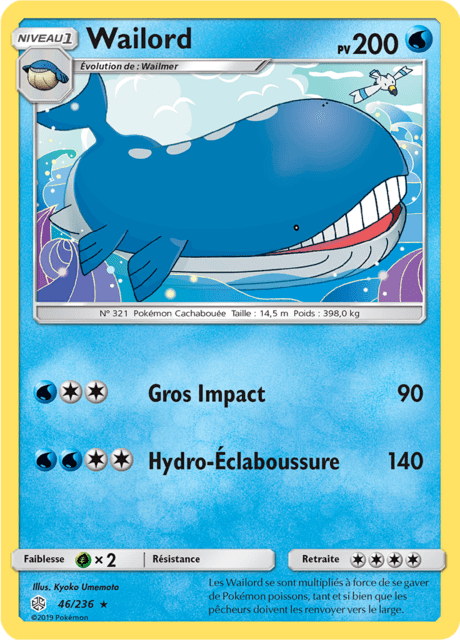 NIVEAU 1
Wailord
PV 200
Évolution de : Wailmer
N° 321 Pokémon Cachabouée Taille : 14,5 m Poids : 398,0 kg
Gros Impact 90
Hydro-Éclaboussure 140
Faiblesse × 2 Résistance Retraite
Illus. Kyoko Umemoto
46/236 ★
©2019 Pokémon
Les Wailord se sont multipliés à force de se gaver
de Pokémon poissons, tant et si bien que les
pêcheurs doivent les renvoyer vers le large.